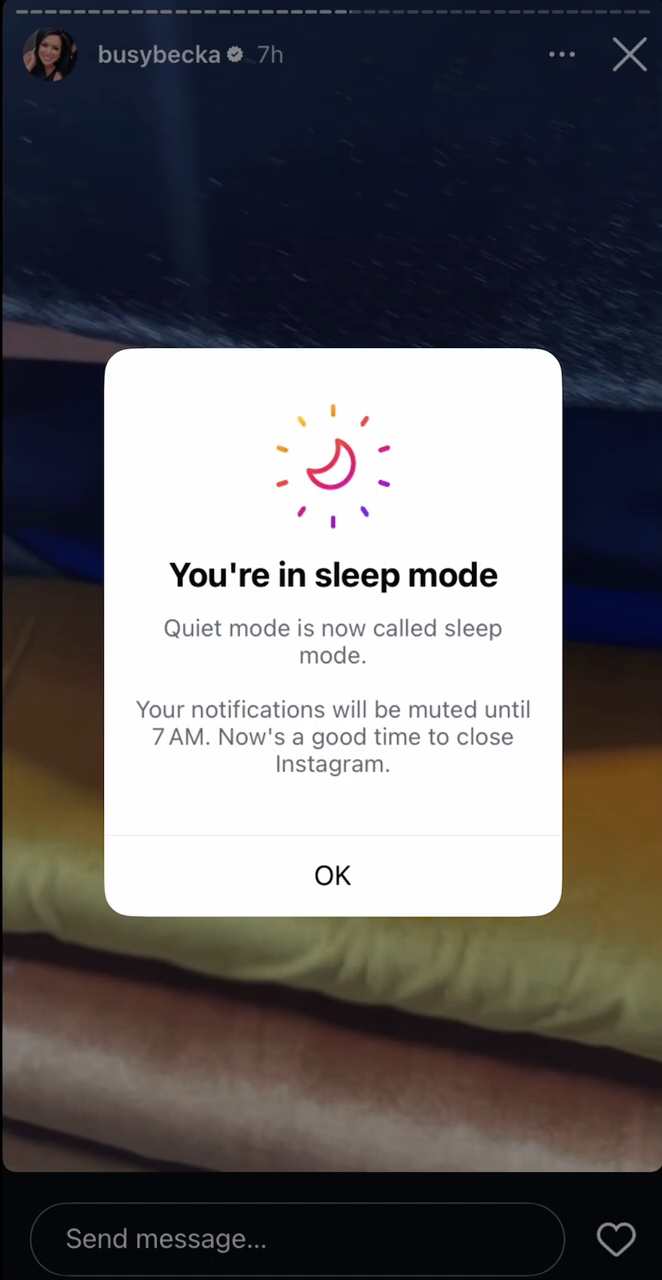 busybecka 7h
You're in sleep mode
Quiet mode is now called sleep
mode.
Your notifications will be muted until
7 AM. Now's a good time to close
Instagram.
OK
Send message...